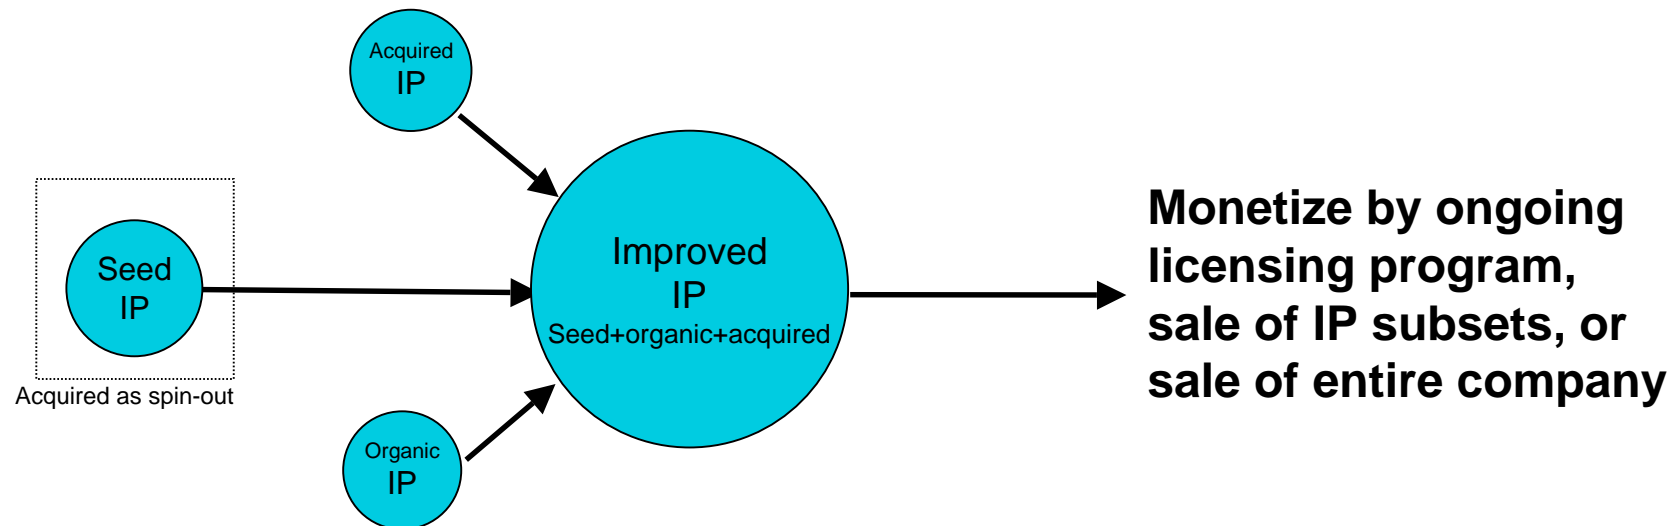 Acquired
IP
Seed
IP
Acquired as spin-out
Organic
IP
Improved
IP
Seed+organic+acquired
Monetize by ongoing
licensing program,
sale of IP subsets, or
sale of entire company